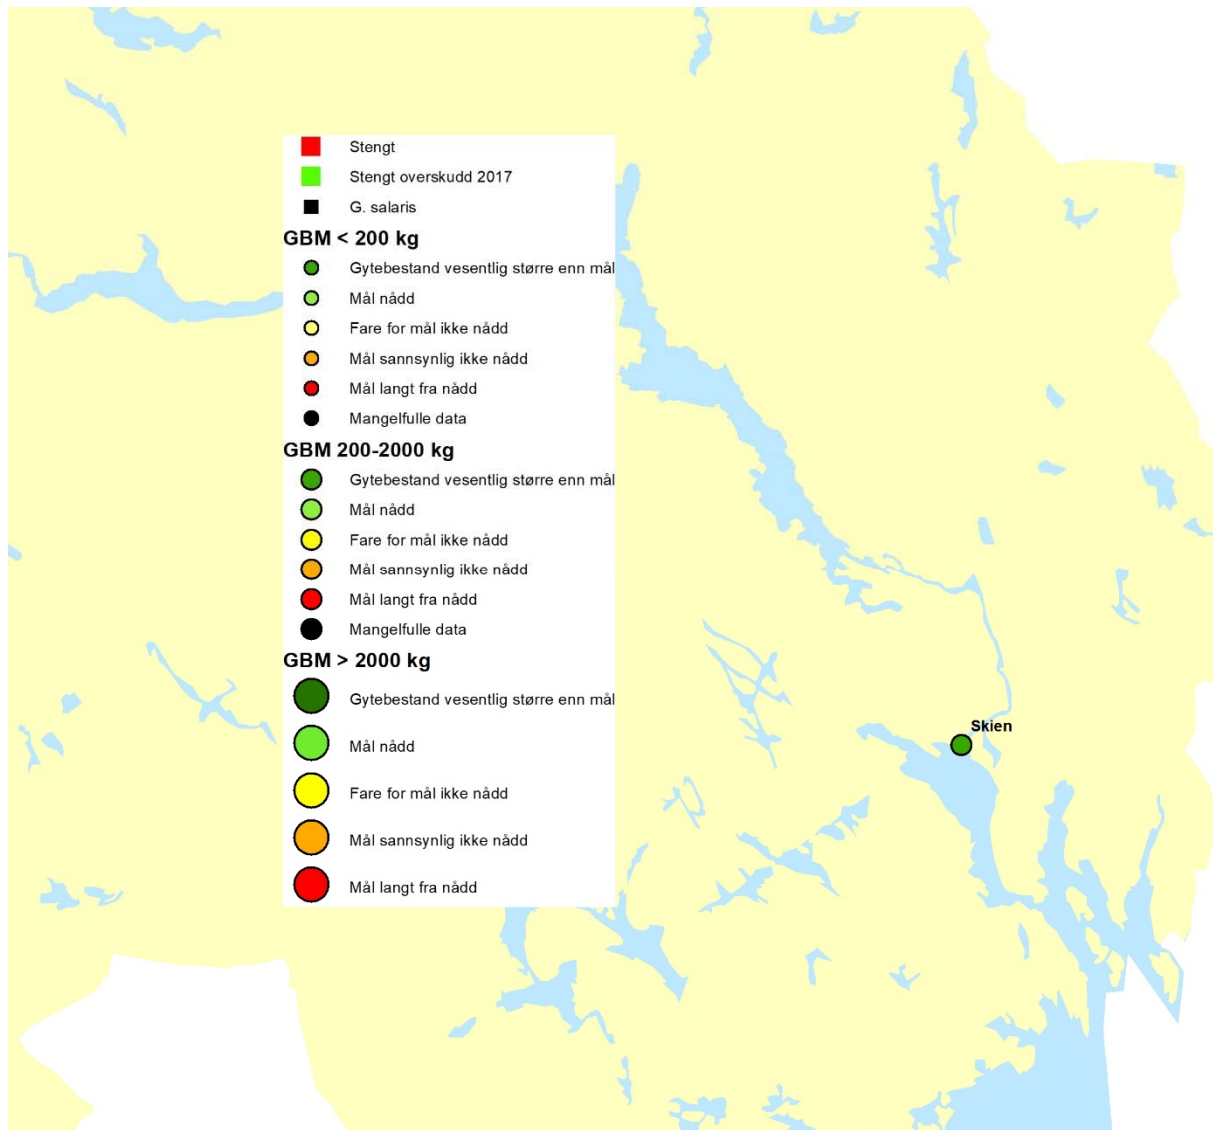 Stengt
Stengt overskudd 2017
G. salaris
GBM < 200 kg
Gytebestand vesentlig større enn mål
Mål nådd
Fare for mål ikke nådd
Mål sannsynlig ikke nådd
Mål langt fra nådd
Mangelfulle data
GBM 200-2000 kg
Gytebestand vesentlig større enn mål
Mål nådd
Fare for mål ikke nådd
Mål sannsynlig ikke nådd
Mål langt fra nådd
Mangelfulle data
GBM > 2000 kg
Gytebestand vesentlig større enn mål
Mål nådd
Fare for mål ikke nådd
Mål sannsynlig ikke nådd
Mål langt fra nådd
Skien